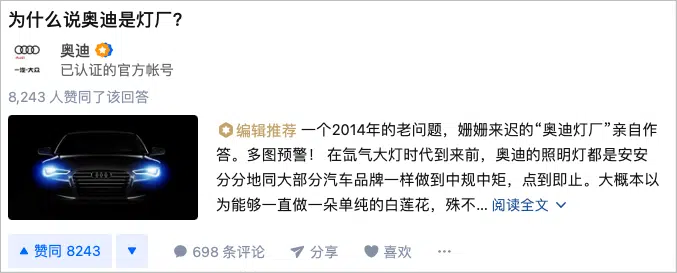 为什么说奥迪是灯厂?
奥迪
已认证的官方帐号
一汽-大众
8,243 人赞同了该回答
编辑推荐 一个2014年的老问题，姗姗来迟的“奥迪灯厂”亲自作
答。多图预警！ 在氙气大灯时代到来前，奥迪的照明灯都是安安
分分地同大部分汽车品牌一样做到中规中矩，点到即止。大概本以
为能够一直做一朵单纯的白莲花，殊不... 阅读全文
赞同 8243
698 条评论 分享 喜欢 ···